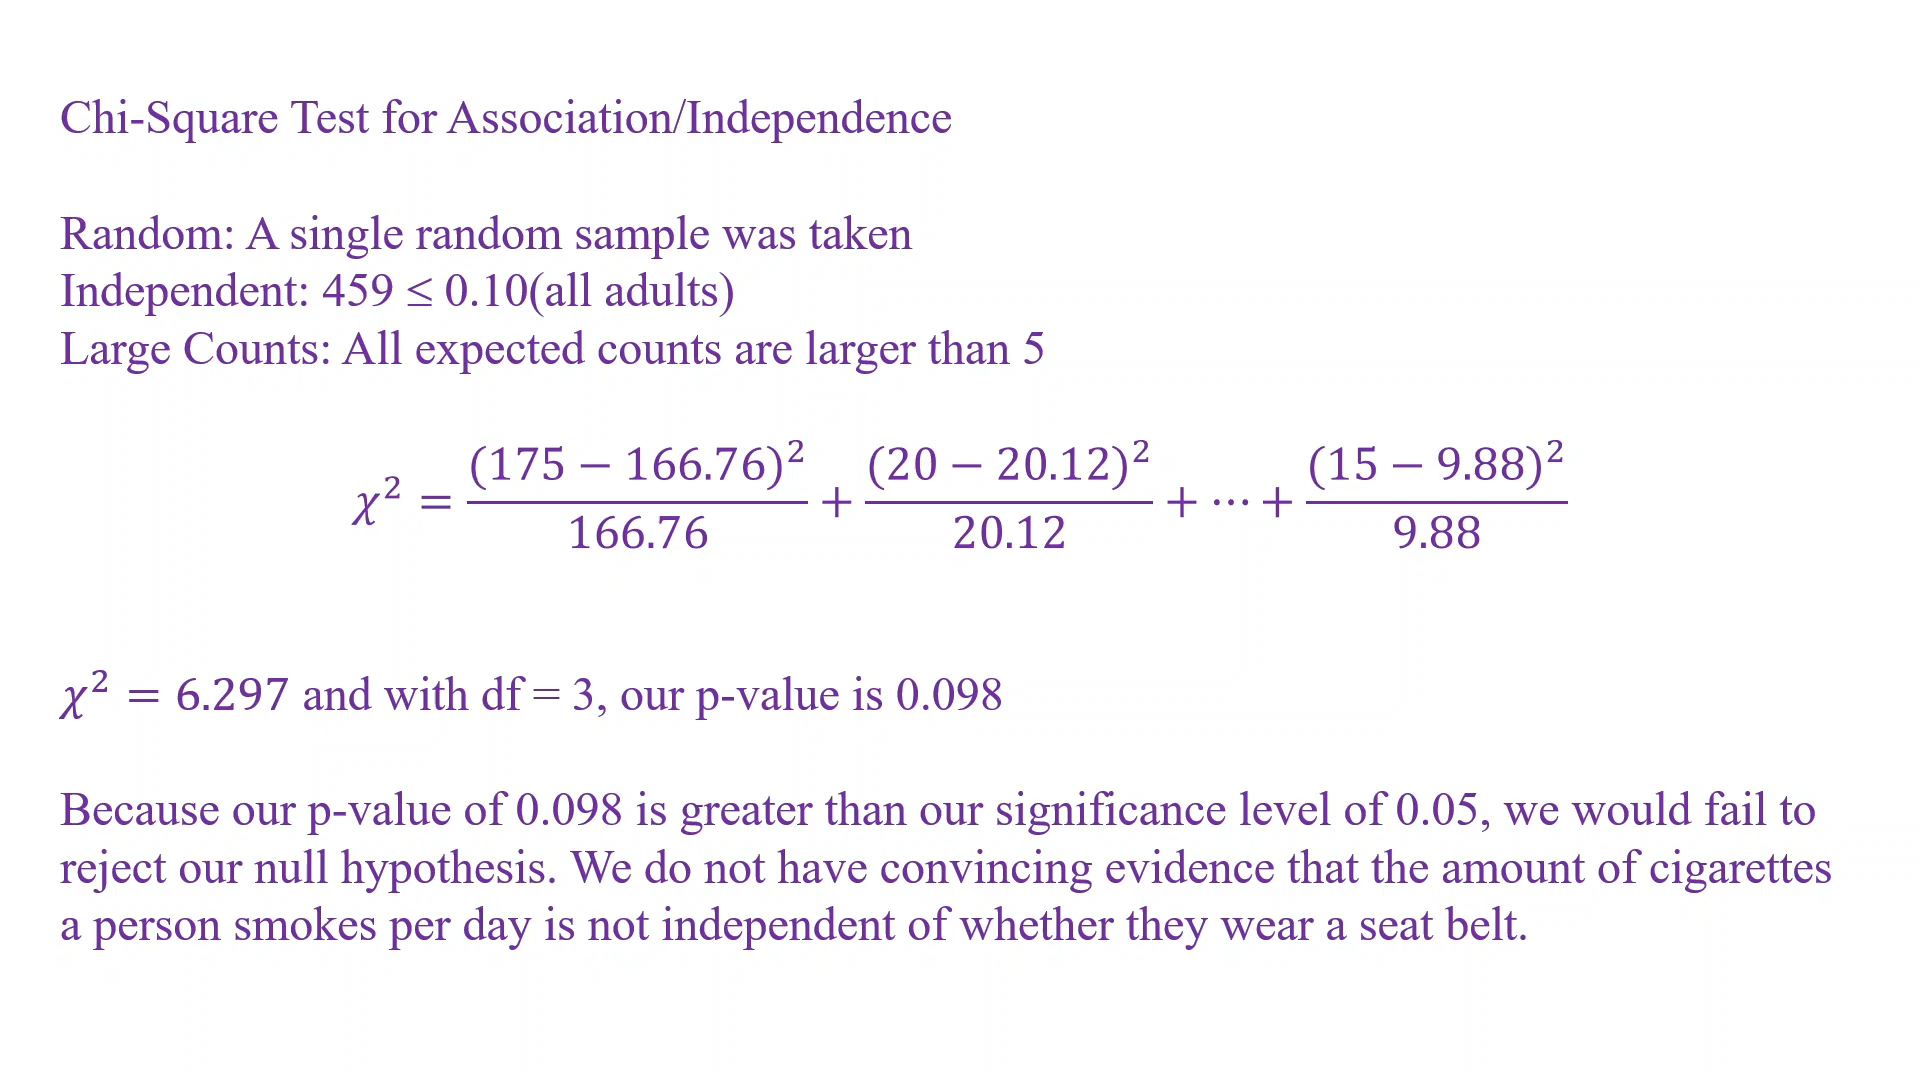 Chi-Square Test for Association/Independence
Random: A single random sample was taken
Independent: 459 ≤ 0.10(all adults)
Large Counts: All expected counts are larger than 5
χ² = (175 − 166.76)²/166.76 + (20 − 20.12)²/20.12 + ⋯ + (15 − 9.88)²/9.88
χ² = 6.297 and with df = 3, our p-value is 0.098
Because our p-value of 0.098 is greater than our significance level of 0.05, we would fail to
reject our null hypothesis. We do not have convincing evidence that the amount of cigarettes
a person smokes per day is not independent of whether they wear a seat belt.